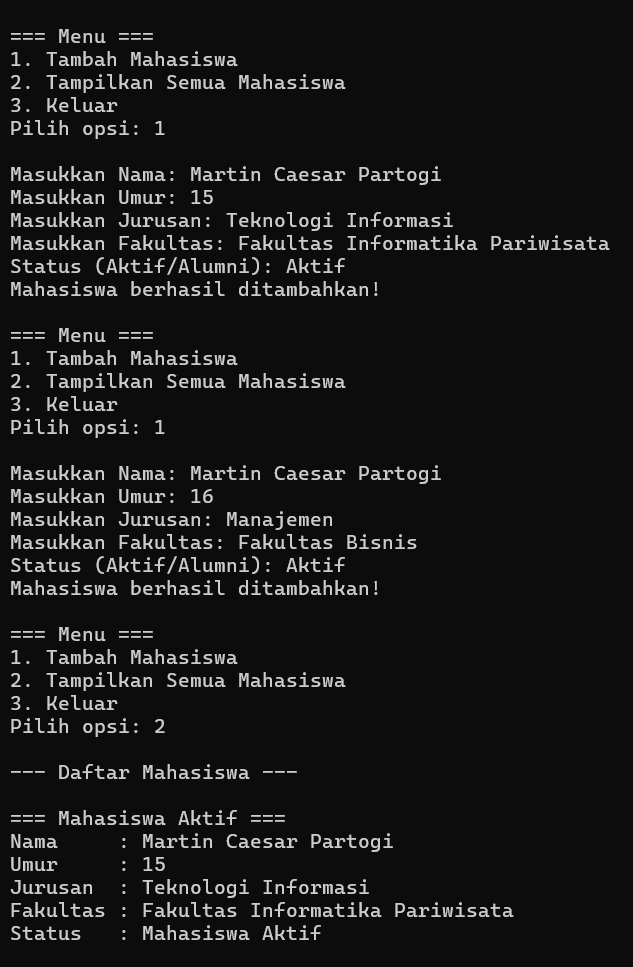 === Menu ===
1. Tambah Mahasiswa
2. Tampilkan Semua Mahasiswa
3. Keluar
Pilih opsi: 1
Masukkan Nama: Martin Caesar Partogi
Masukkan Umur: 15
Masukkan Jurusan: Teknologi Informasi
Masukkan Fakultas: Fakultas Informatika Pariwisata
Status (Aktif/Alumni): Aktif
Mahasiswa berhasil ditambahkan!
=== Menu ===
1. Tambah Mahasiswa
2. Tampilkan Semua Mahasiswa
3. Keluar
Pilih opsi: 1
Masukkan Nama: Martin Caesar Partogi
Masukkan Umur: 16
Masukkan Jurusan: Manajemen
Masukkan Fakultas: Fakultas Bisnis
Status (Aktif/Alumni): Aktif
Mahasiswa berhasil ditambahkan!
=== Menu ===
1. Tambah Mahasiswa
2. Tampilkan Semua Mahasiswa
3. Keluar
Pilih opsi: 2
--- Daftar Mahasiswa ---
=== Mahasiswa Aktif ===
Nama     : Martin Caesar Partogi
Umur     : 15
Jurusan  : Teknologi Informasi
Fakultas : Fakultas Informatika Pariwisata
Status   : Mahasiswa Aktif